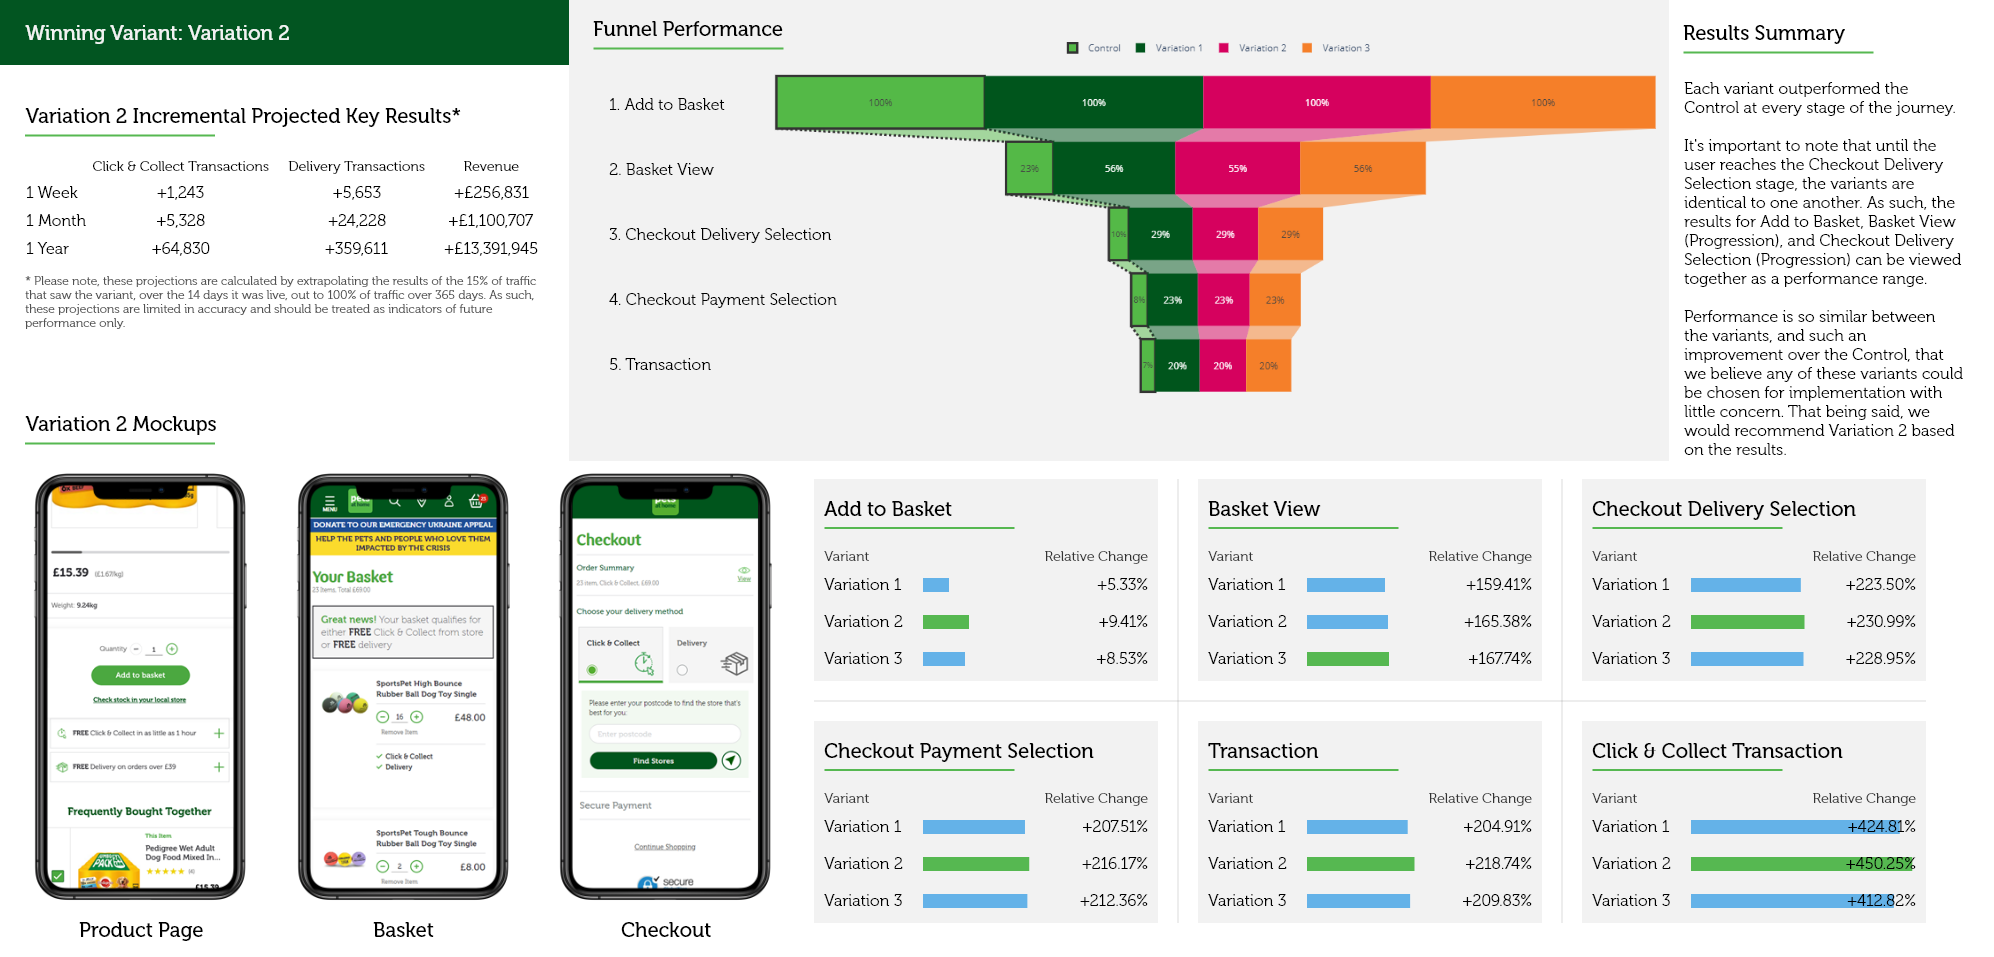 Winning Variant: Variation 2
Variation 2 Incremental Projected Key Results*
Click & Collect Transactions Delivery Transactions Revenue
1 Week +1,243 +5,653 +£256,831
1 Month +5,328 +24,228 +£1,100,707
1 Year +64,830 +359,611 +£13,391,945
* Please note, these projections are calculated by extrapolating the results of the 15% of traffic
that saw the variant, over the 14 days it was live, out to 100% of traffic over 365 days. As such,
these projections are limited in accuracy and should be treated as indicators of future
performance only.
Funnel Performance
Control Variation 1 Variation 2 Variation 3
1. Add to Basket 100% 100% 100% 100%
2. Basket View 23% 56% 55% 56%
3. Checkout Delivery Selection 10% 29% 29% 29%
4. Checkout Payment Selection 8% 23% 23% 23%
5. Transaction 7% 20% 20% 20%
Results Summary
Each variant outperformed the
Control at every stage of the journey.
It's important to note that until the
user reaches the Checkout Delivery
Selection stage, the variants are
identical to one another. As such, the
results for Add to Basket, Basket View
(Progression), and Checkout Delivery
Selection (Progression) can be viewed
together as a performance range.
Performance is so similar between
the variants, and such an
improvement over the Control, that
we believe any of these variants could
be chosen for implementation with
little concern. That being said, we
would recommend Variation 2 based
on the results.
Variation 2 Mockups
£15.39 (£1.67/kg)
Weight: 9.24kg
Quantity − 1 +
Add to basket
Check stock in your local store
FREE Click & Collect in as little as 1 hour +
FREE Delivery on orders over £39 +
Frequently Bought Together
This Item
Pedigree Wet Adult
Dog Food Mixed In...
£15.39
Product Page
MENU
pets
at home
DONATE TO OUR EMERGENCY UKRAINE APPEAL
HELP THE PETS AND PEOPLE WHO LOVE THEM
IMPACTED BY THE CRISIS
Your Basket
23 Items, Total £69.00
Great news! Your basket qualifies for
either FREE Click & Collect from store
or FREE delivery
SportsPet High Bounce
Rubber Ball Dog Toy Single
− 16 + £48.00
Remove Item
Click & Collect
Delivery
SportsPet Tough Bounce
Rubber Ball Dog Toy Single
− 2 + £8.00
Remove Item
Basket
pets
at home
Checkout
Order Summary
23 item, Click & Collect, £69.00
View
Choose your delivery method
Click & Collect Delivery
Please enter your postcode to find the store that's
best for you:
Enter postcode
Find Stores
Secure Payment
Continue Shopping
secure
Checkout
Add to Basket
Variant Relative Change
Variation 1 +5.33%
Variation 2 +9.41%
Variation 3 +8.53%
Basket View
Variant Relative Change
Variation 1 +159.41%
Variation 2 +165.38%
Variation 3 +167.74%
Checkout Delivery Selection
Variant Relative Change
Variation 1 +223.50%
Variation 2 +230.99%
Variation 3 +228.95%
Checkout Payment Selection
Variant Relative Change
Variation 1 +207.51%
Variation 2 +216.17%
Variation 3 +212.36%
Transaction
Variant Relative Change
Variation 1 +204.91%
Variation 2 +218.74%
Variation 3 +209.83%
Click & Collect Transaction
Variant Relative Change
Variation 1 +424.81%
Variation 2 +450.25%
Variation 3 +412.82%